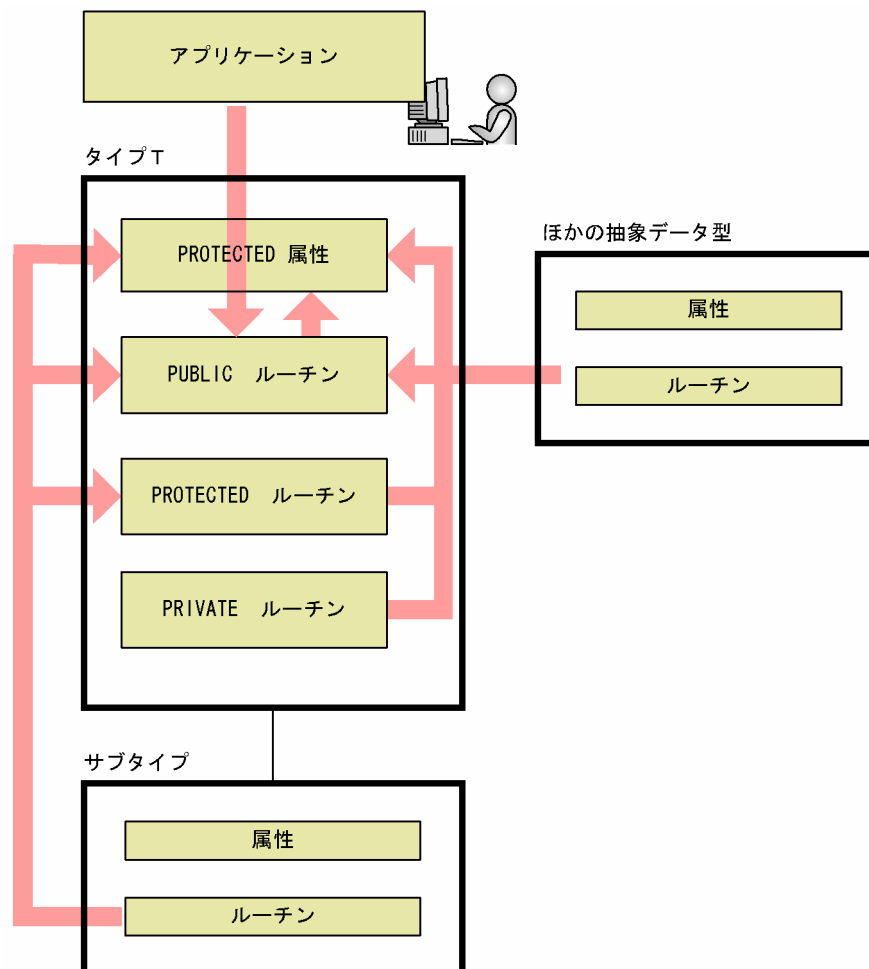 アプリケーション
タイプT
PROTECTED 属性
ほかの抽象データ型
属性
PUBLIC ルーチン
ルーチン
PROTECTED ルーチン
PRIVATE ルーチン
サブタイプ
属性
ルーチン